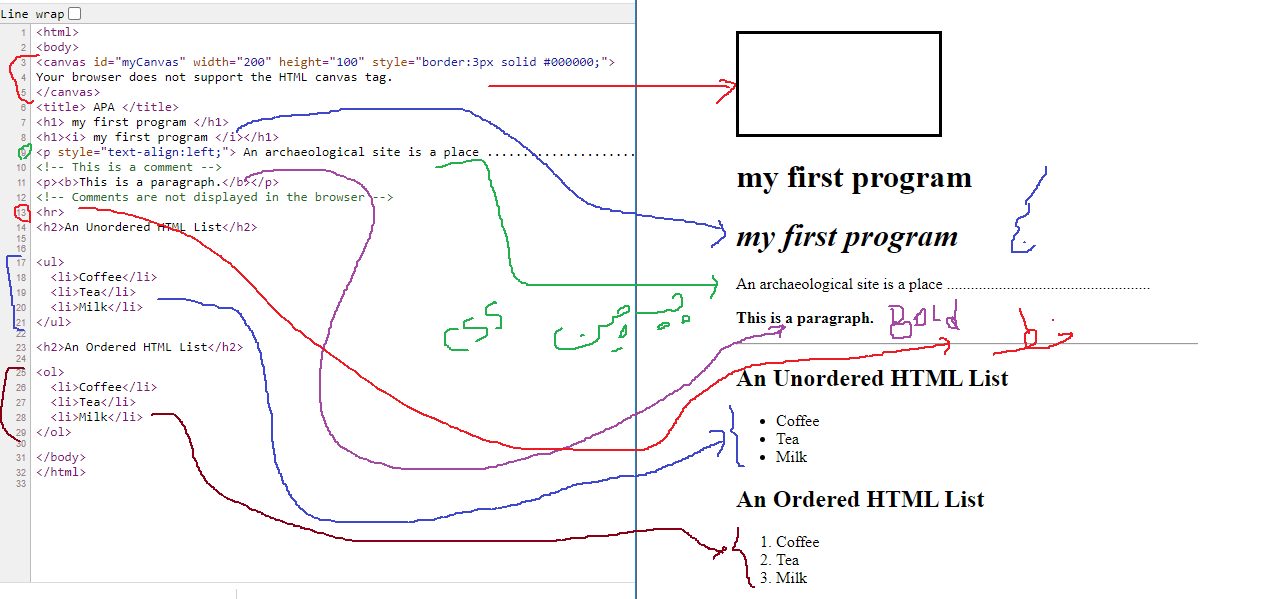 Line wrap
1 <html>
2 <body>
3 <canvas id="myCanvas" width="200" height="100" style="border:3px solid #000000;">
4 Your browser does not support the HTML canvas tag.
5 </canvas>
6 <title> APA </title>
7 <h1> my first program </h1>
8 <h1><i> my first program </i></h1>
9 <p style="text-align:left;"> An archaeological site is a place .....................
10 <!-- This is a comment -->
11 <p><b>This is a paragraph.</b></p>
12 <!-- Comments are not displayed in the browser -->
13 <hr>
14 <h2>An Unordered HTML List</h2>
15
16
17 <ul>
18 <li>Coffee</li>
19 <li>Tea</li>
20 <li>Milk</li>
21 </ul>
22
23 <h2>An Ordered HTML List</h2>
24
25 <ol>
26 <li>Coffee</li>
27 <li>Tea</li>
28 <li>Milk</li>
29 </ol>
30
31 </body>
32 </html>
33
my first program
my first program
An archaeological site is a place ......................................................
This is a paragraph.
BOLd
An Unordered HTML List
• Coffee
• Tea
• Milk
An Ordered HTML List
1. Coffee
2. Tea
3. Milk
css